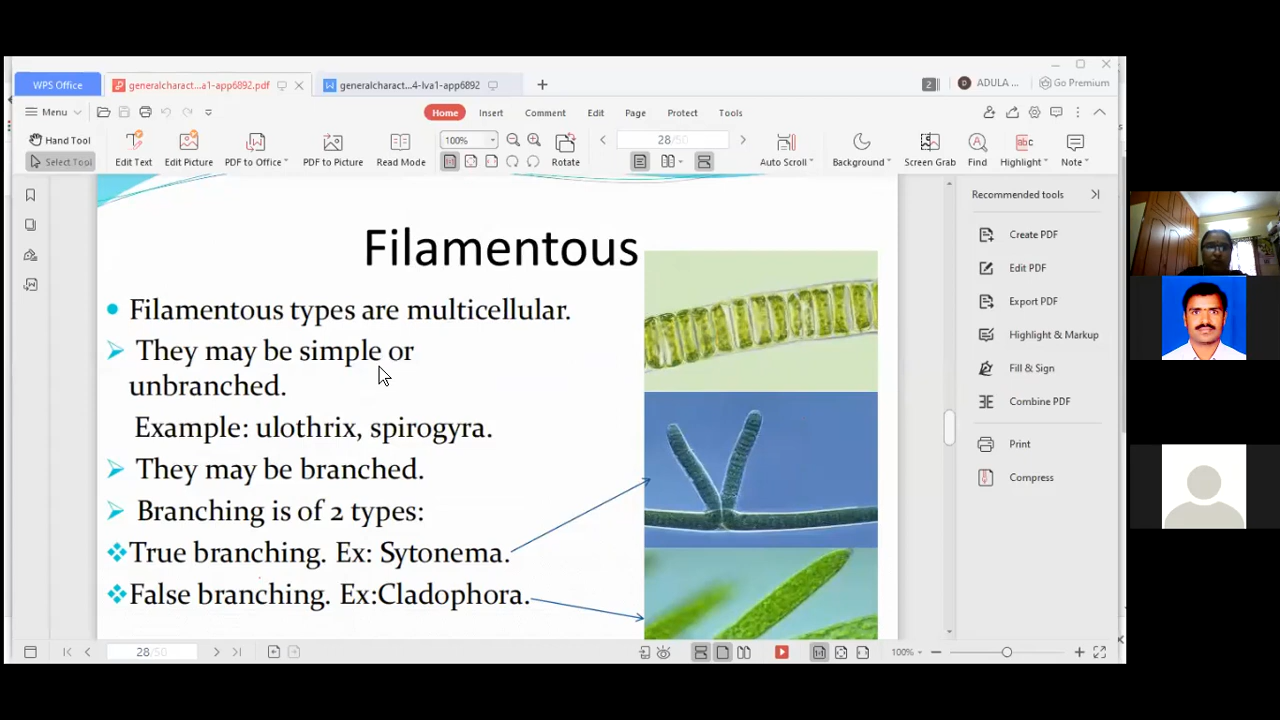 WPS Office
generalcharact...a1-app6892.pdf
generalcharact...4-lva1-app6892
2
ADULA ...
Go Premium
Menu
Home
Insert
Comment
Edit
Page
Protect
Tools
Hand Tool
Select Tool
Edit Text
Edit Picture
PDF to Office
PDF to Picture
Read Mode
100%
Rotate
28/50
Auto Scroll
Background
Screen Grab
Find
Highlight
Note
Filamentous
Filamentous types are multicellular.
They may be simple or
unbranched.
Example: ulothrix, spirogyra.
They may be branched.
Branching is of 2 types:
True branching. Ex: Sytonema.
False branching. Ex:Cladophora.
Recommended tools
Create PDF
Edit PDF
Export PDF
Highlight & Markup
Fill & Sign
Combine PDF
Print
Compress
28/50
100%